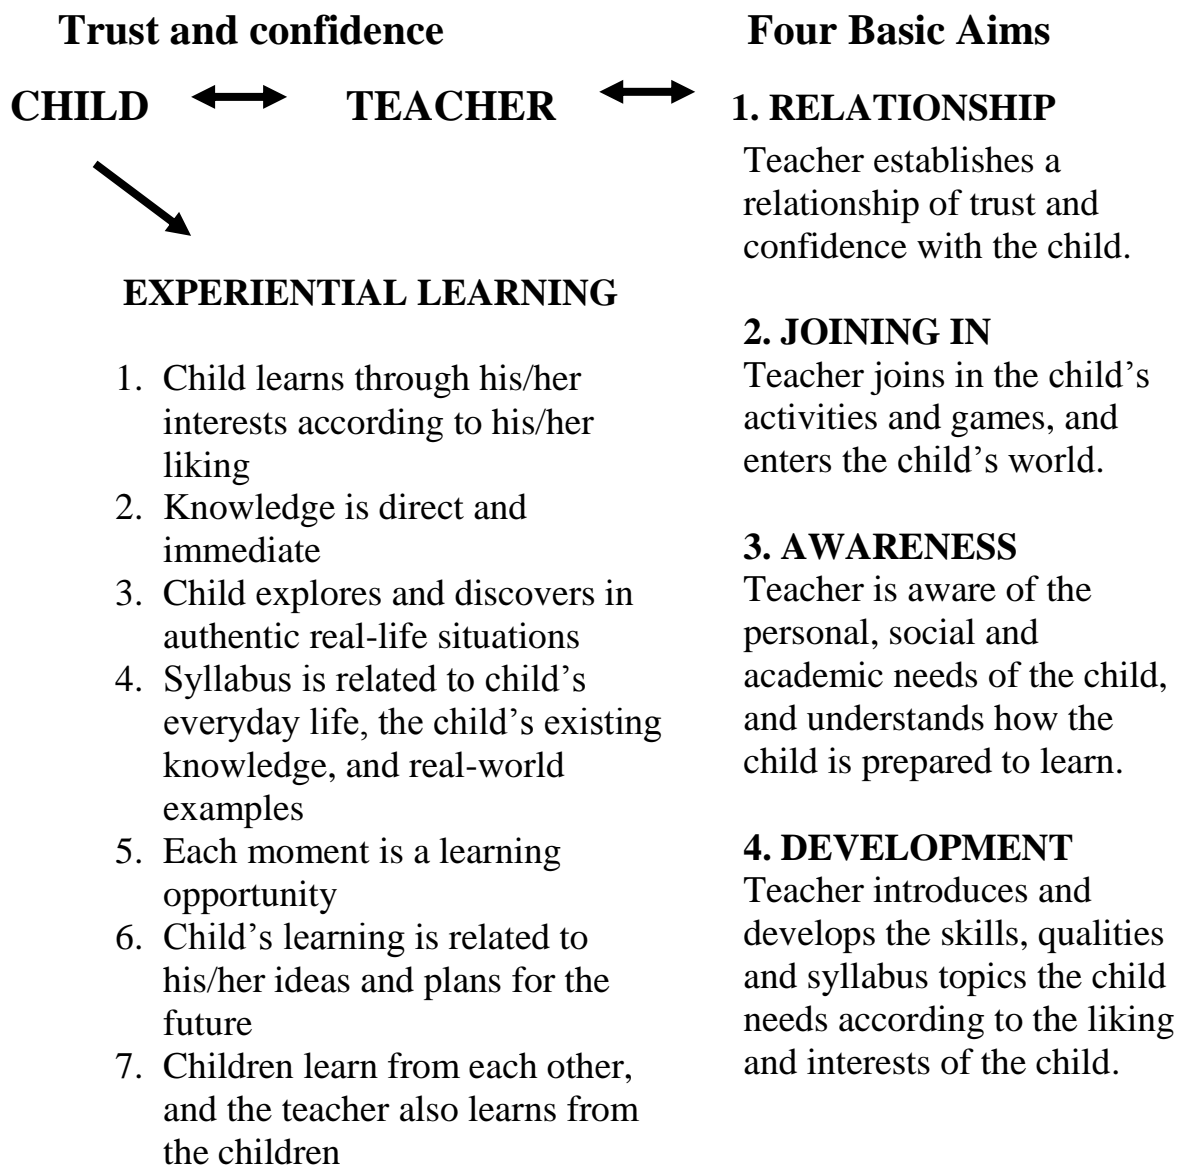 Trust and confidence
Four Basic Aims
CHILD
TEACHER
1. RELATIONSHIP
Teacher establishes a
relationship of trust and
confidence with the child.
2. JOINING IN
Teacher joins in the child’s
activities and games, and
enters the child’s world.
3. AWARENESS
Teacher is aware of the
personal, social and
academic needs of the child,
and understands how the
child is prepared to learn.
4. DEVELOPMENT
Teacher introduces and
develops the skills, qualities
and syllabus topics the child
needs according to the liking
and interests of the child.
EXPERIENTIAL LEARNING
1. Child learns through his/her
interests according to his/her
liking
2. Knowledge is direct and
immediate
3. Child explores and discovers in
authentic real-life situations
4. Syllabus is related to child’s
everyday life, the child’s existing
knowledge, and real-world
examples
5. Each moment is a learning
opportunity
6. Child’s learning is related to
his/her ideas and plans for the
future
7. Children learn from each other,
and the teacher also learns from
the children